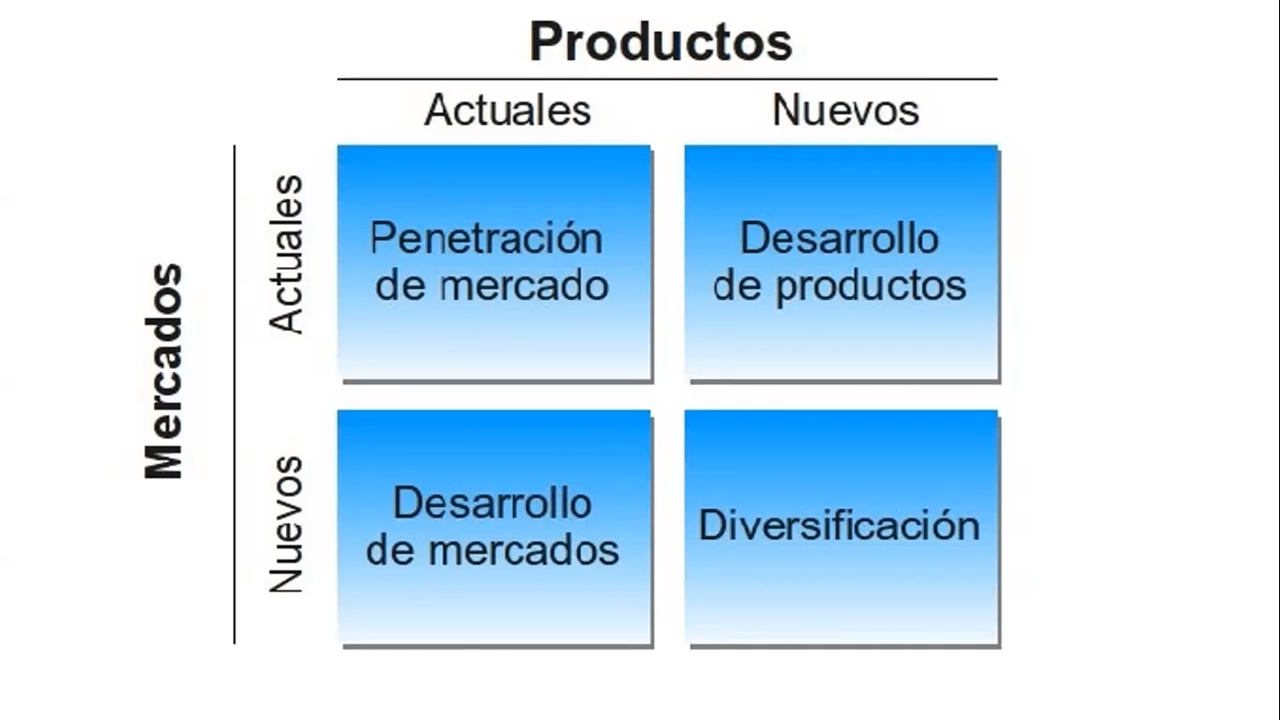 Productos
Actuales
Nuevos
Mercados
Actuales
Penetración
de mercado
Desarrollo
de productos
Nuevos
Desarrollo
de mercados
Diversificación